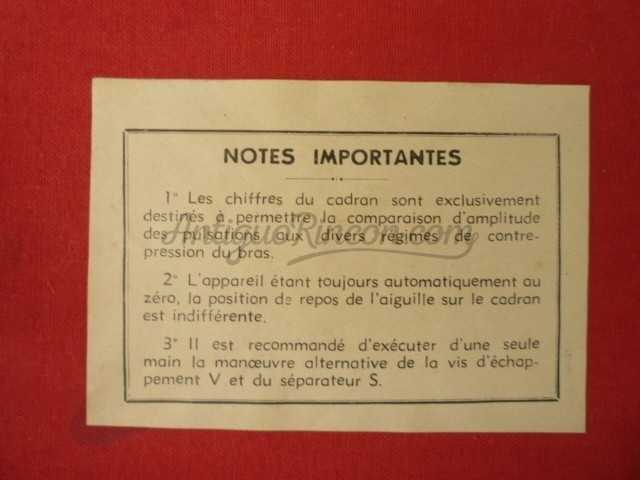 NOTES IMPORTANTES
1° Les chiffres du cadran sont exclusivement
destinés à permettre la comparaison d'amplitude
des pulsations aux divers régimes de contre-
pression du bras.
2° L'appareil étant toujours automatiquement au
zéro, la position de repos de l'aiguille sur le cadran
est indifférente.
3° Il est recommandé d'exécuter d'une seule
main la manœuvre alternative de la vis d'échap-
pement V et du séparateur S.
AntiguoRincon.com